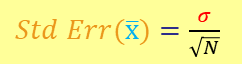 Std Err(x̅) = σ/√N